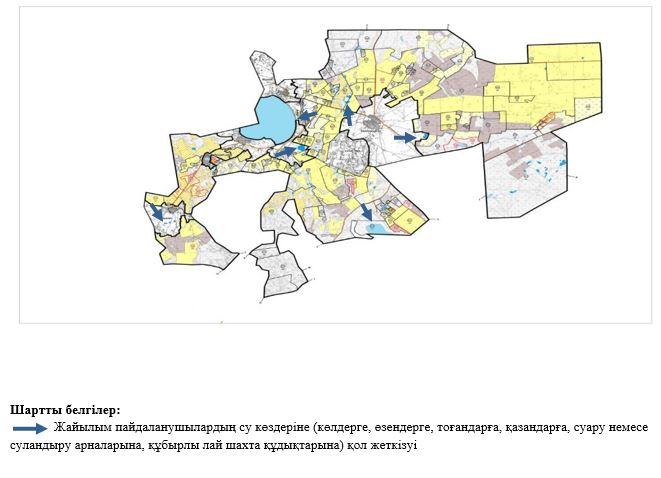 Шартты белгілер:
Жайылым пайдаланушылардың су көздеріне (көлдерге, өзендерге, тоғандарға, қазандарға, суару немесе
суландыру арналарына, құбырлы лай шахта құдықтарына) қол жеткізуі